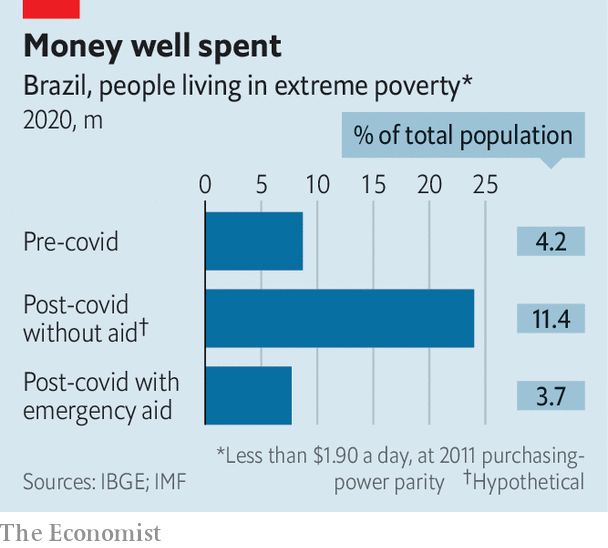 Money well spent
Brazil, people living in extreme poverty*
2020, m
% of total population
0 5 10 15 20 25
Pre-covid
4.2
Post-covid
without aid†
11.4
Post-covid with
emergency aid
3.7
*Less than $1.90 a day, at 2011 purchasing-
power parity †Hypothetical
Sources: IBGE; IMF
The Economist